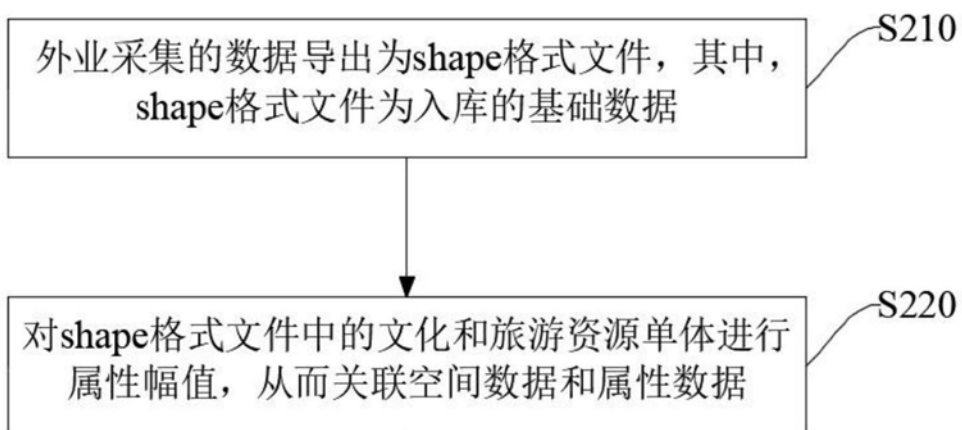 S210
外业采集的数据导出为shape格式文件，其中，
shape格式文件为入库的基础数据
S220
对shape格式文件中的文化和旅游资源单体进行
属性幅值，从而关联空间数据和属性数据